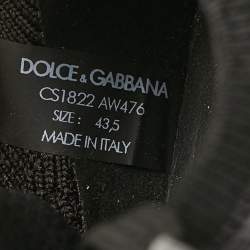 DOLCE & GABBANA
CS1822 AW476
SIZE: 43,5
MADE IN ITALY